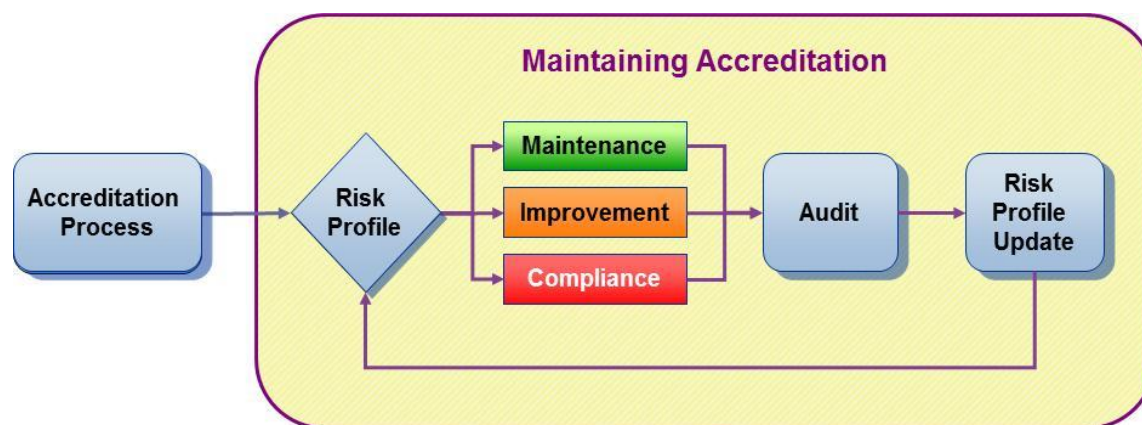 Maintaining Accreditation
Accreditation
Process
Risk
Profile
Maintenance
Improvement
Compliance
Audit
Risk
Profile
Update